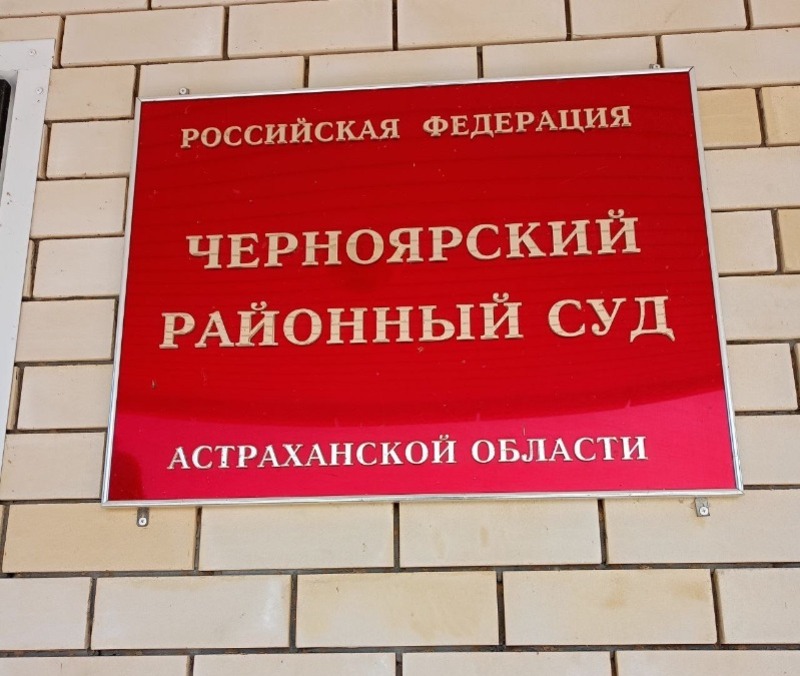 РОССИЙСКАЯ ФЕДЕРАЦИЯ
ЧЕРНОЯРСКИЙ
РАЙОННЫЙ СУД
АСТРАХАНСКОЙ ОБЛАСТИ